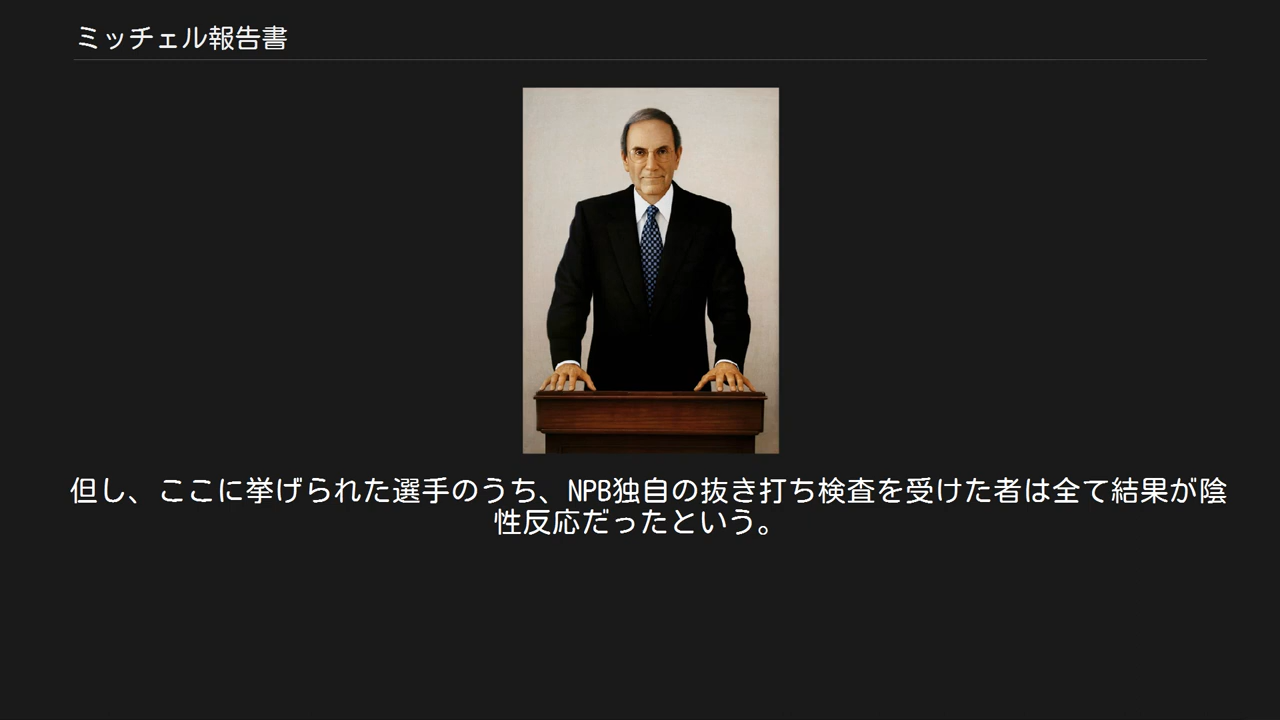 ミッチェル報告書
但し、ここに挙げられた選手のうち、NPB独自の抜き打ち検査を受けた者は全て結果が陰
性反応だったという。